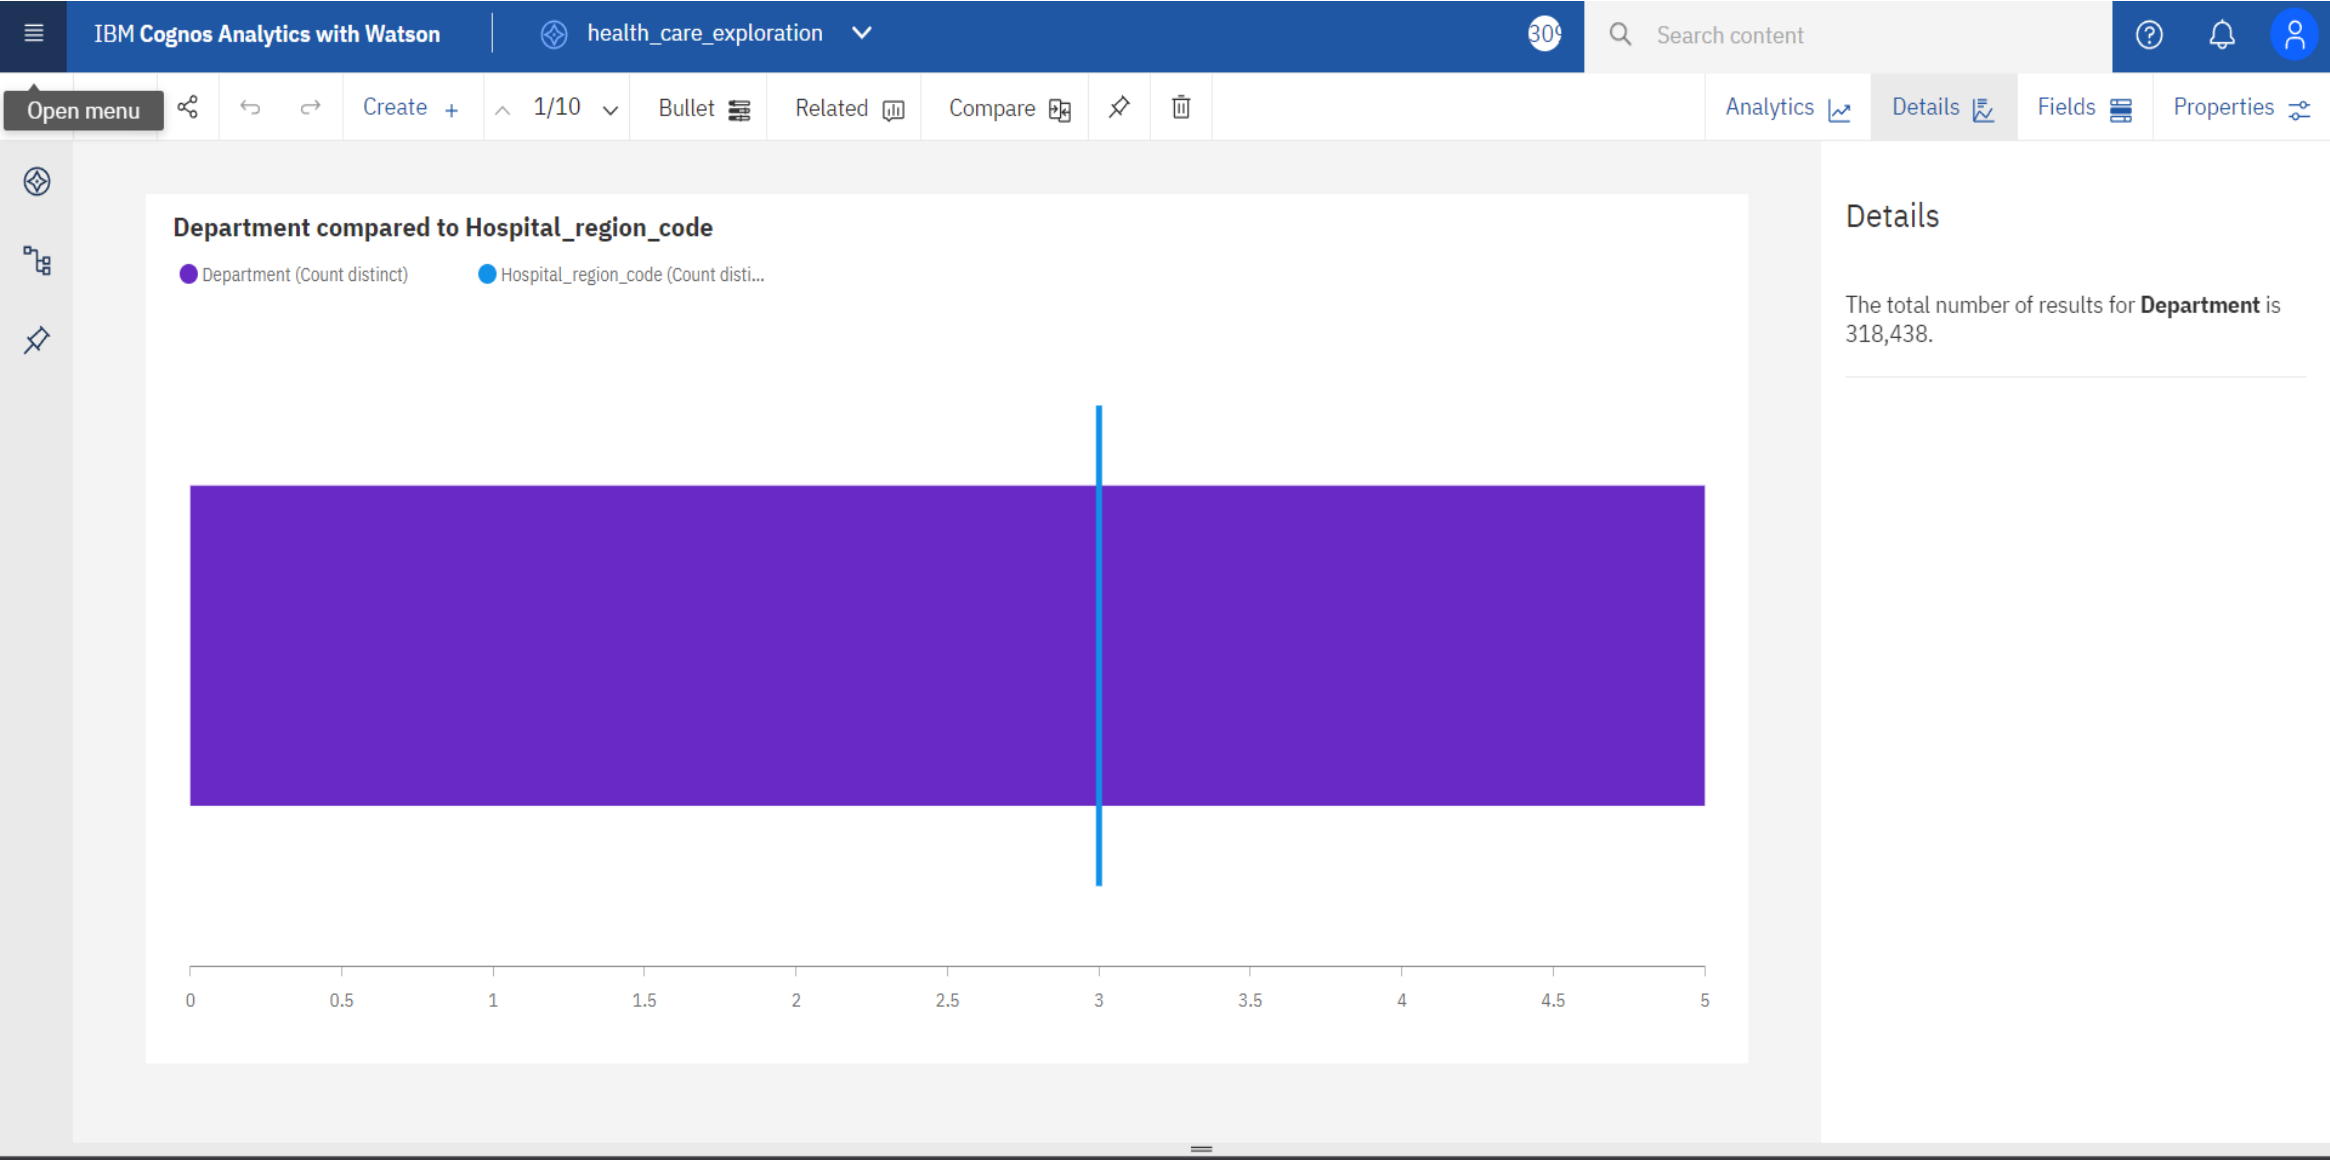 IBM Cognos Analytics with Watson
health_care_exploration
Search content
Open menu
Create +
1/10
Bullet
Related
Compare
Analytics
Details
Fields
Properties
Department compared to Hospital_region_code
Department (Count distinct)
Hospital_region_code (Count disti...
0 0.5 1 1.5 2 2.5 3 3.5 4 4.5 5
Details
The total number of results for Department is
318,438.